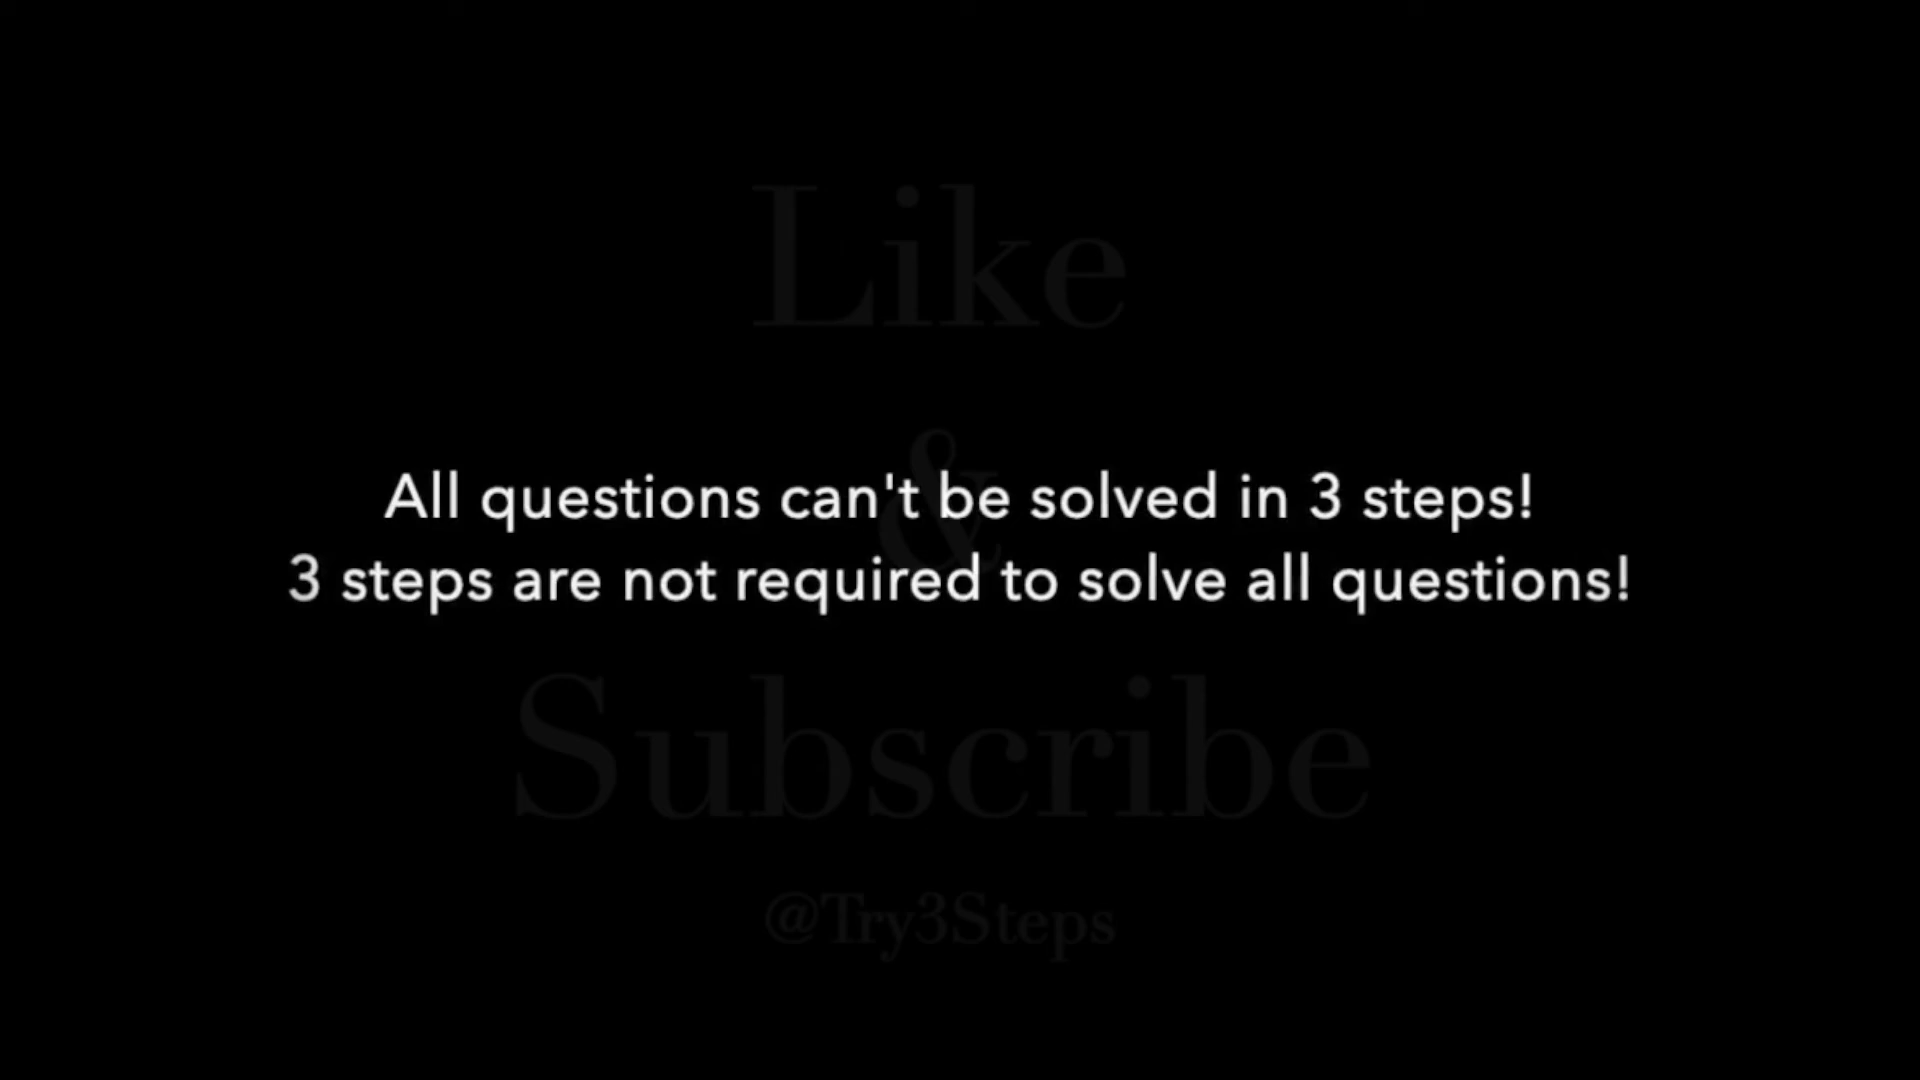 Like
&
All questions can't be solved in 3 steps!
3 steps are not required to solve all questions!
Subscribe
@Try3Steps